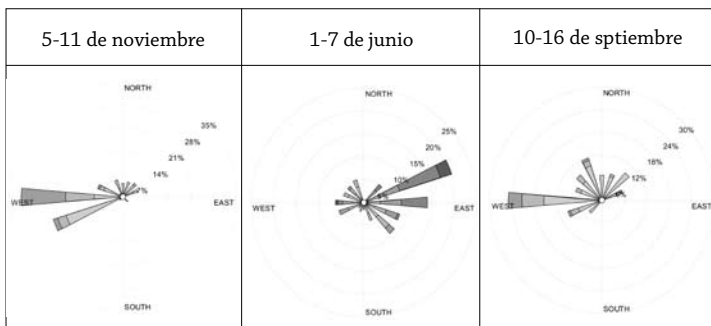 5-11 de noviembre
1-7 de junio
10-16 de sptiembre
NORTH
35%
28%
21%
14%
7%
WEST
EAST
SOUTH
NORTH
25%
20%
15%
10%
WEST
EAST
SOUTH
NORTH
30%
24%
18%
12%
WEST
EAST
SOUTH